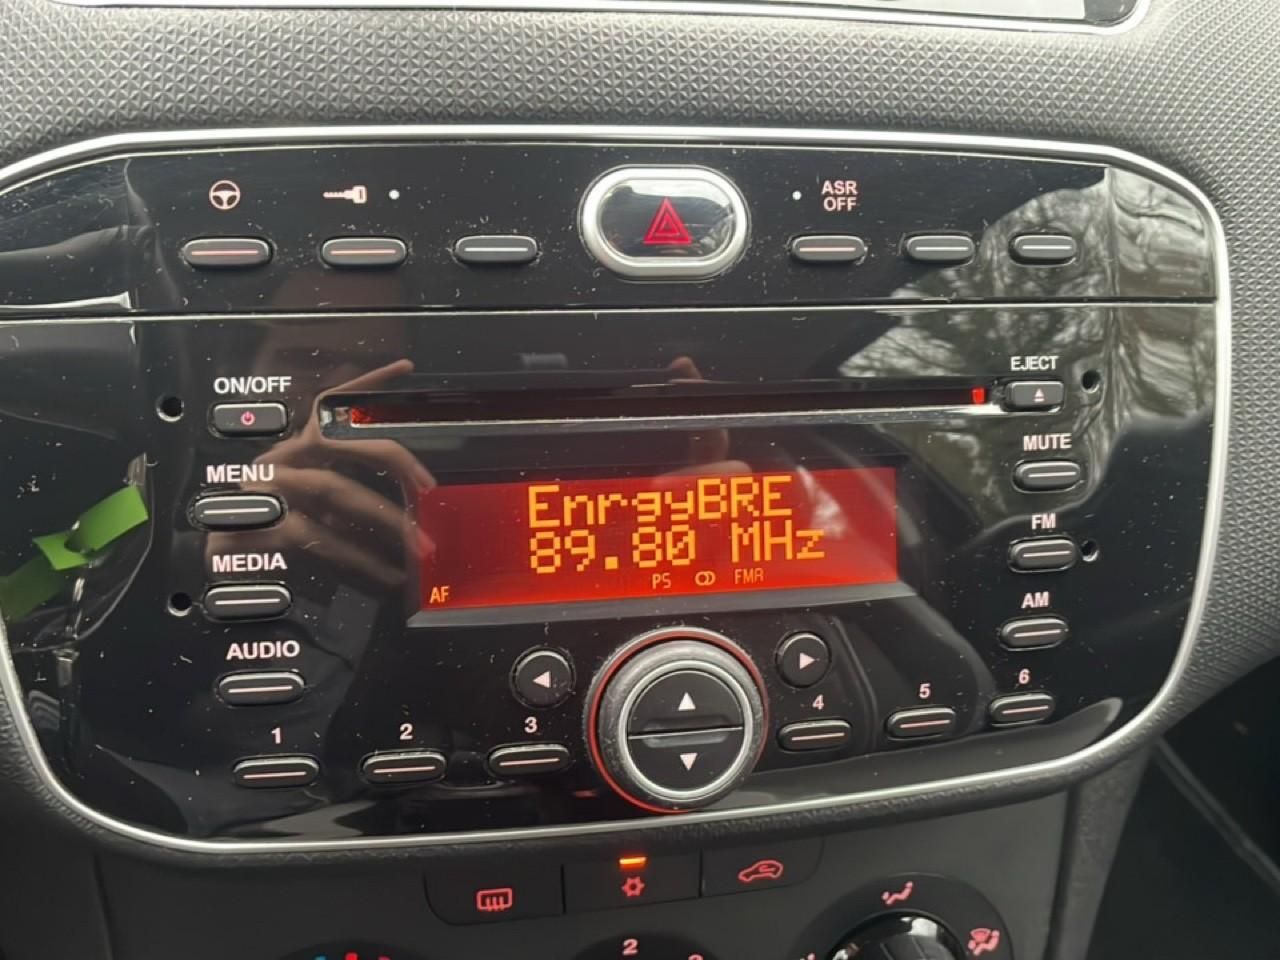 ASR
OFF
ON/OFF
EJECT
MENU
MUTE
EnrgyBRE
89.80 MHz
FM
MEDIA
AF
PS
FMA
AM
AUDIO
1
2
3
4
5
6
2